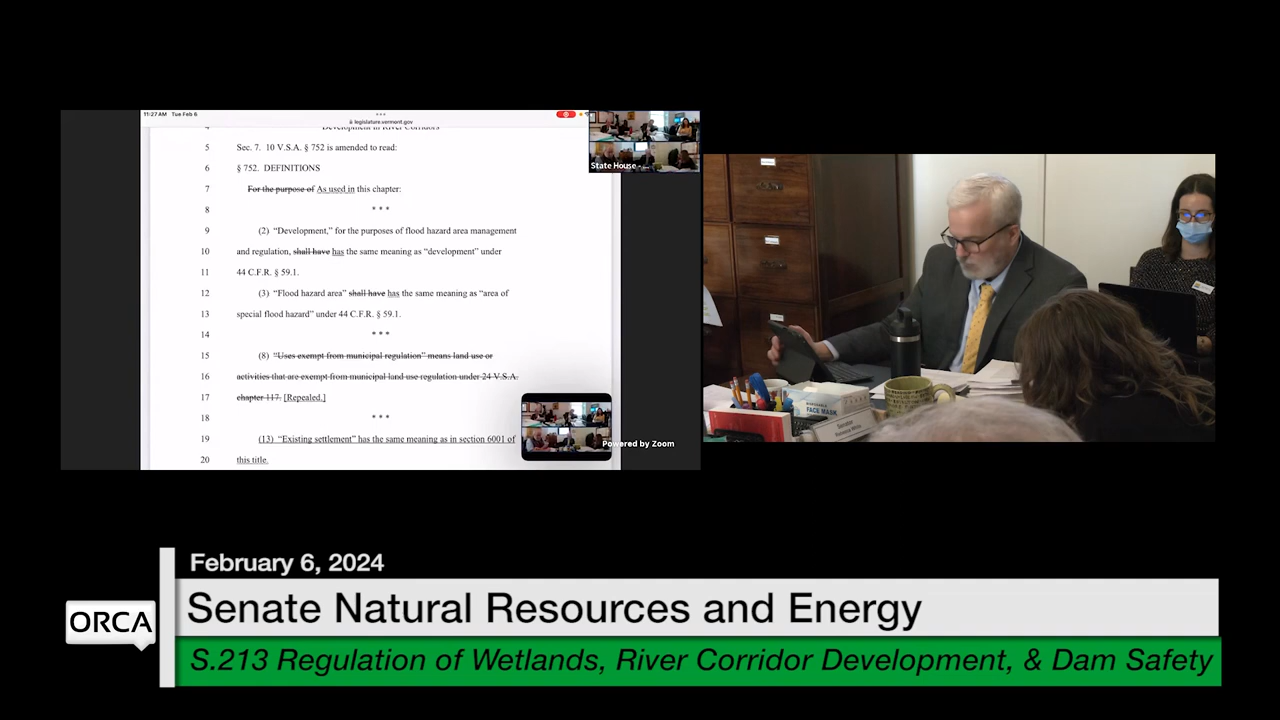 11:27 AM Tue Feb 6
legislature.vermont.gov
4 Development in River Corridors
5 Sec. 7. 10 V.S.A. § 752 is amended to read:
6 § 752. DEFINITIONS
7 For the purpose of As used in this chapter:
8 * * *
9 (2) “Development,” for the purposes of flood hazard area management
10 and regulation, shall have has the same meaning as “development” under
11 44 C.F.R. § 59.1.
12 (3) “Flood hazard area” shall have has the same meaning as “area of
13 special flood hazard” under 44 C.F.R. § 59.1.
14 * * *
15 (8) “Uses exempt from municipal regulation” means land use or
16 activities that are exempt from municipal land use regulation under 24 V.S.A.
17 chapter 117. [Repealed.]
18 * * *
19 (13) “Existing settlement” has the same meaning as in section 6001 of
20 this title.
State House - ...
Powered by Zoom
FACE MASK
Senator
February 6, 2024
ORCA
Senate Natural Resources and Energy
S.213 Regulation of Wetlands, River Corridor Development, & Dam Safety